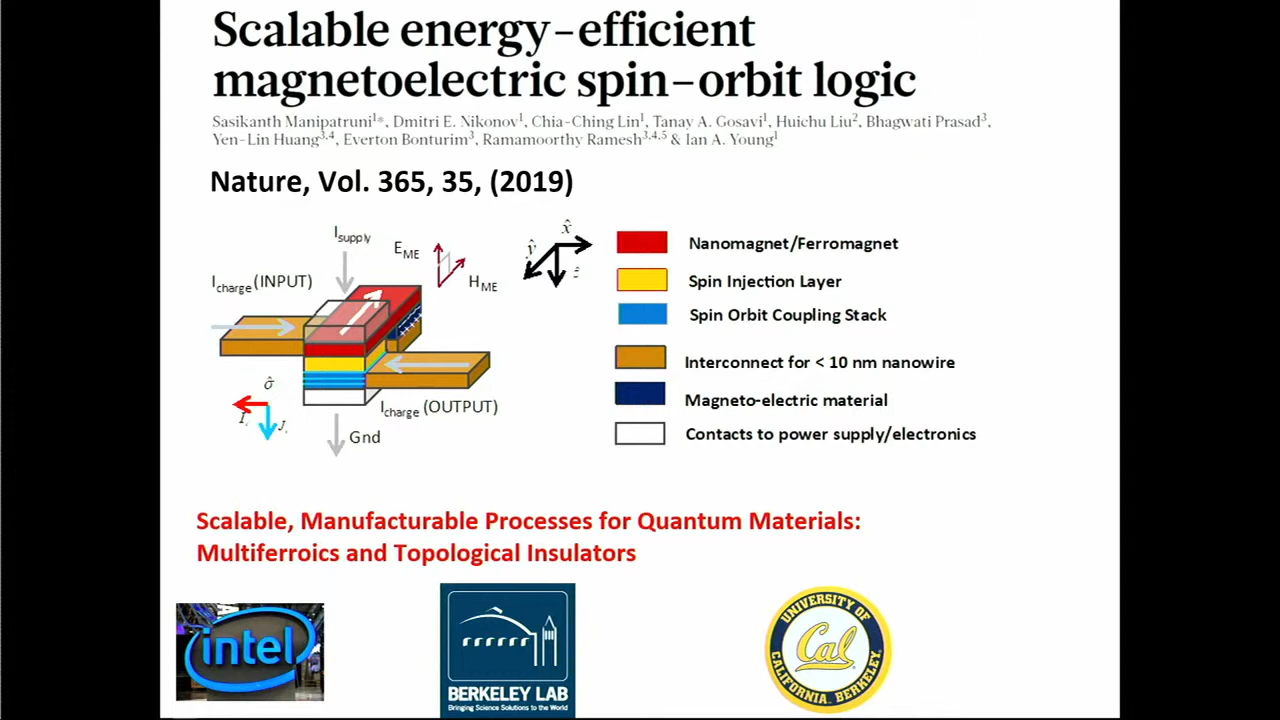 Scalable energy-efficient
magnetoelectric spin-orbit logic
Sasikanth Manipatruni¹*, Dmitri E. Nikonov¹, Chia-Ching Lin¹, Tanay A. Gosavi¹, Huichu Liu², Bhagwati Prasad³,
Yen-Lin Huang³,⁴, Everton Bonturim³, Ramamoorthy Ramesh³,⁴,⁵ & Ian A. Young¹
Nature, Vol. 365, 35, (2019)
Isupply
EME
HME
x̂
ŷ
ẑ
Icharge (INPUT)
σ̂
Icharge (OUTPUT)
Gnd
Nanomagnet/Ferromagnet
Spin Injection Layer
Spin Orbit Coupling Stack
Interconnect for < 10 nm nanowire
Magneto-electric material
Contacts to power supply/electronics
Scalable, Manufacturable Processes for Quantum Materials:
Multiferroics and Topological Insulators
intel
BERKELEY LAB
Bringing Science Solutions to the World
UNIVERSITY OF
Cal
CALIFORNIA, BERKELEY